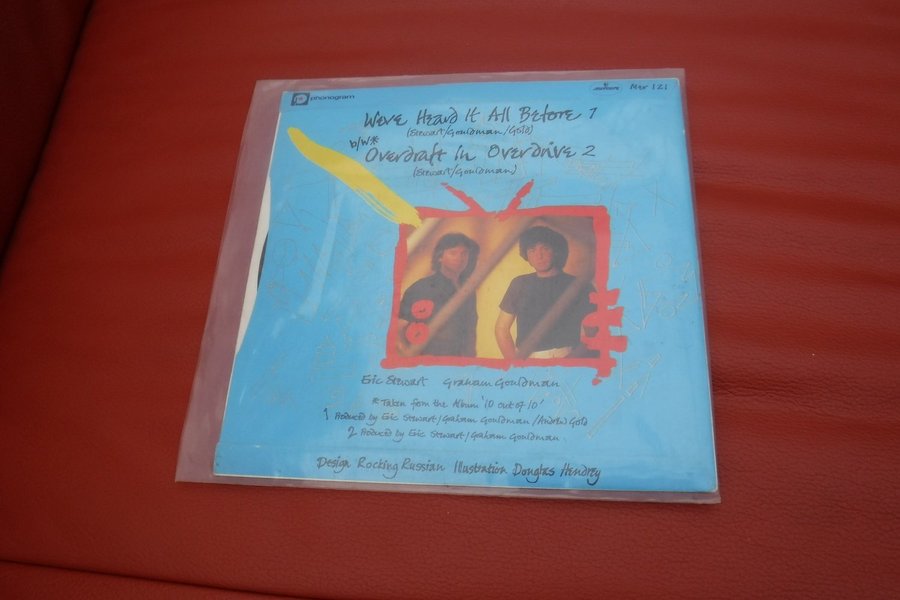 phonogram
mercury Mer 121
We've Heard It All Before 1
(Stewart/Gouldman/Gold)
b/w*
Overdraft In Overdrive 2
(Stewart/Gouldman)
Eric Stewart Graham Gouldman
*Taken from the Album '10 out of 10'
1 Produced by Eric Stewart/Graham Gouldman/Andrew Gold
2 Produced by Eric Stewart/Graham Gouldman.
Design Rocking Russian Illustration Douglas Hendrey